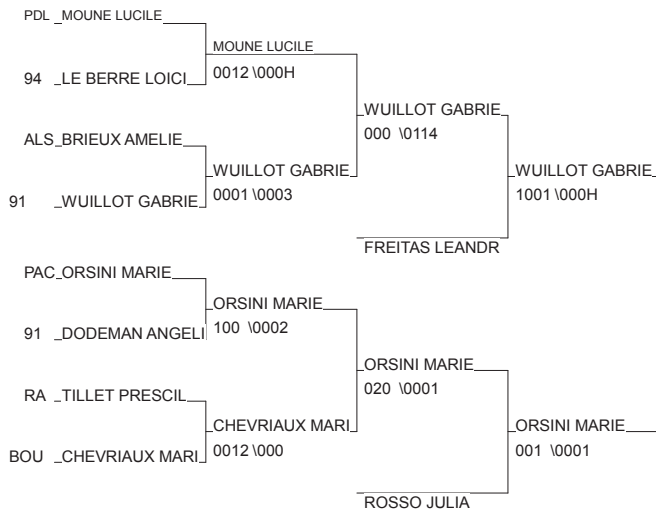 PDL MOUNE LUCILE
MOUNE LUCILE
0012 \000H
94 LE BERRE LOICI
WUILLOT GABRIE
000 \0114
ALS BRIEUX AMELIE
WUILLOT GABRIE
0001 \0003
WUILLOT GABRIE
1001 \000H
91 WUILLOT GABRIE
FREITAS LEANDR
PAC ORSINI MARIE
ORSINI MARIE
100 \0002
91 DODEMAN ANGELI
ORSINI MARIE
020 \0001
RA TILLET PRESCIL
CHEVRIAUX MARI
0012 \000
ORSINI MARIE
001 \0001
BOU CHEVRIAUX MARI
ROSSO JULIA